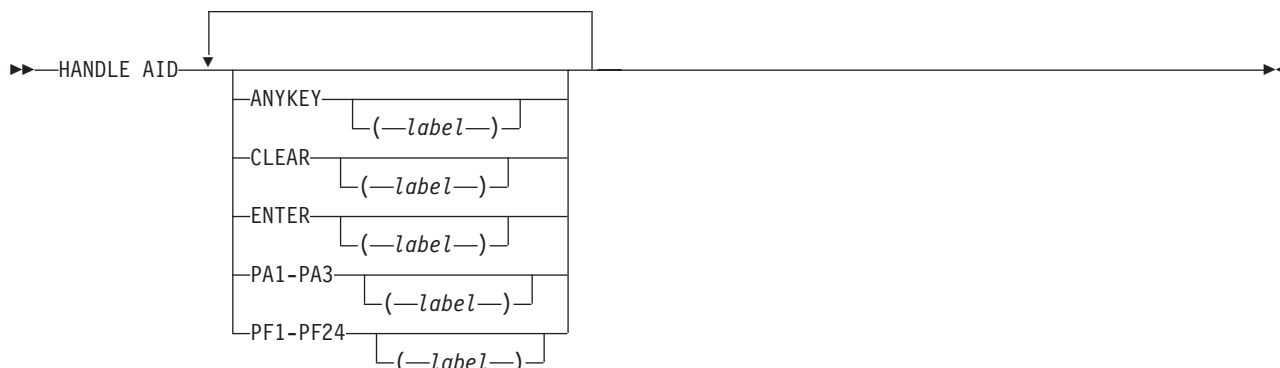 HANDLE AID
ANYKEY
(label)
CLEAR
(label)
ENTER
(label)
PA1-PA3
(label)
PF1-PF24
(label)